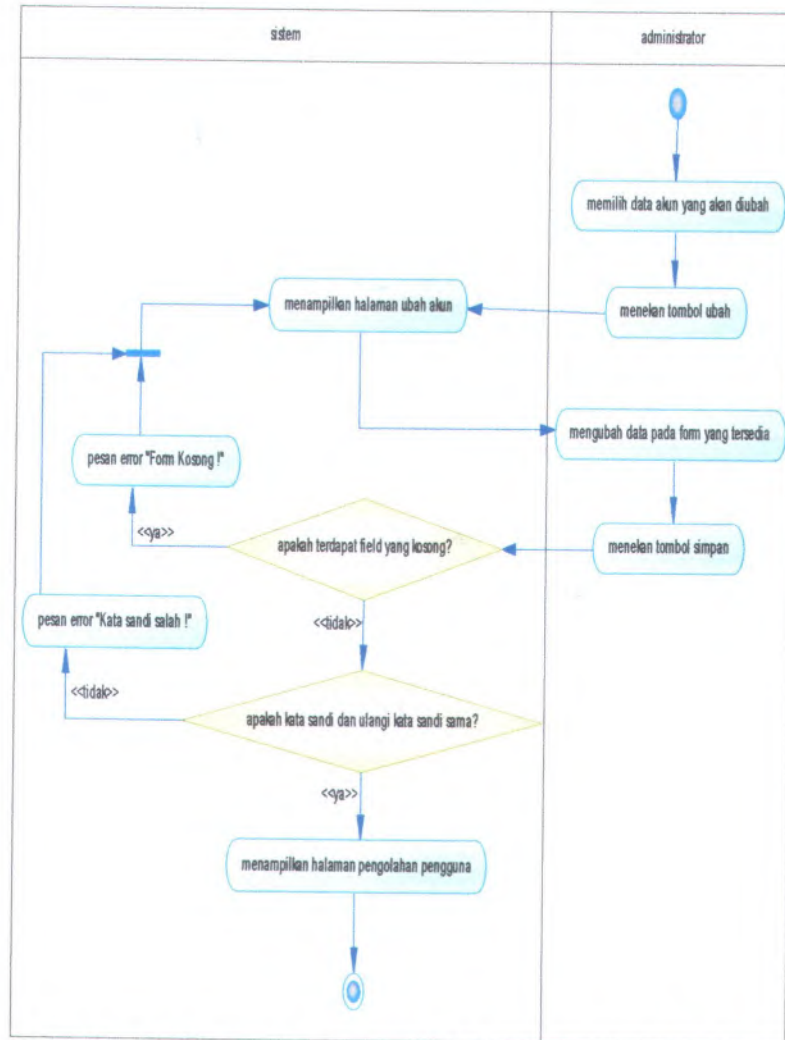 sistem
administrator
memilih data akun yang akan diubah
menampilkan halaman ubah akun
menekan tombol ubah
mengubah data pada form yang tersedia
pesan error "Form Kosong !"
<<ya>>
apakah terdapat field yang kosong?
menekan tombol simpan
pesan error "Kata sandi salah !"
<<tidak>>
<<tidak>>
apakah kata sandi dan ulangi kata sandi sama?
<<ya>>
menampilkan halaman pengolahan pengguna